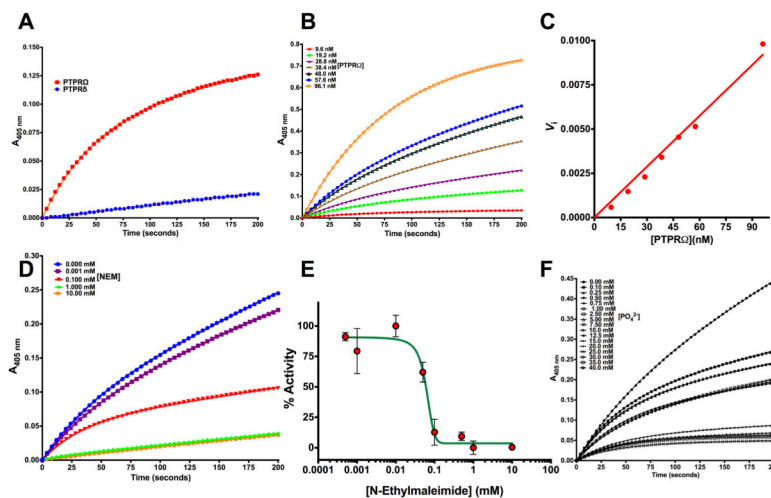 A
0.150
0.125
0.100
0.075
0.050
0.025
0.000
A405 nm
PTPRΩ
PTPRδ
0 25 50 75 100 125 150 175 200
Time (seconds)
B
0.8
0.7
0.6
0.5
0.4
0.3
0.2
0.1
0.0
A405 nm
9.6 nM
19.2 nM
28.8 nM
38.4 nM
48.0 nM
57.6 nM
96.1 nM
[PTPRΩ]
0 25 50 75 100 125 150 175 200
Time (seconds)
C
0.0100
0.0075
0.0050
0.0025
0.0000
Vi
0 15 30 45 60 75 90
[PTPRΩ](nM)
D
0.30
0.25
0.20
0.15
0.10
0.05
0.00
A405 nm
0.000 mM
0.001 mM
0.100 mM
1.000 mM
10.00 mM
[NEM]
0 25 50 75 100 125 150 175 200
Time (seconds)
E
100
75
50
25
0
% Activity
0.0001 0.001 0.01 0.1 1 10 100
[N-Ethylmaleimide] (mM)
F
0.45
0.40
0.35
0.30
0.25
0.20
0.15
0.10
0.05
0.00
A405 nm
0.00 mM
0.10 mM
0.25 mM
0.50 mM
0.75 mM
1.00 mM
2.50 mM
5.00 mM
7.50 mM
10.0 mM
12.5 mM
15.0 mM
20.0 mM
25.0 mM
30.0 mM
35.0 mM
40.0 mM
0 25 50 75 100 125 150 175 200
Time (seconds)